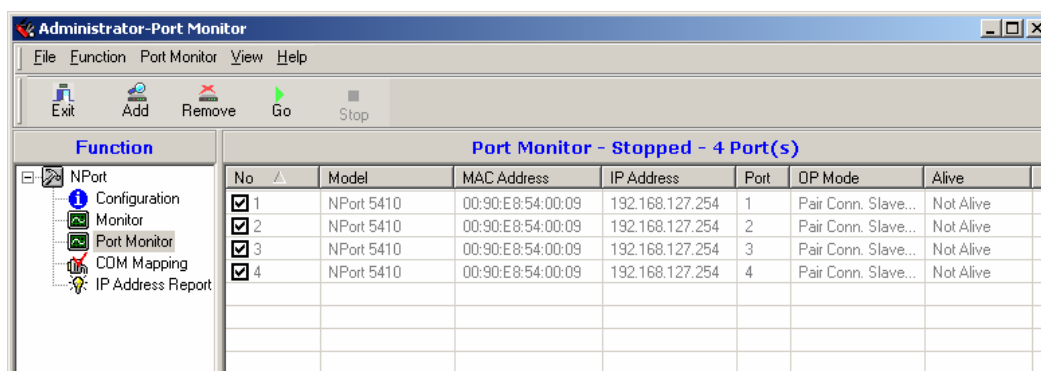 Administrator-Port Monitor
File Function Port Monitor View Help
Exit Add Remove Go Stop
Function
Port Monitor - Stopped - 4 Port(s)
NPort
Configuration
Monitor
Port Monitor
COM Mapping
IP Address Report
No Model MAC Address IP Address Port OP Mode Alive
1 NPort 5410 00:90:E8:54:00:09 192.168.127.254 1 Pair Conn. Slave... Not Alive
2 NPort 5410 00:90:E8:54:00:09 192.168.127.254 2 Pair Conn. Slave... Not Alive
3 NPort 5410 00:90:E8:54:00:09 192.168.127.254 3 Pair Conn. Slave... Not Alive
4 NPort 5410 00:90:E8:54:00:09 192.168.127.254 4 Pair Conn. Slave... Not Alive